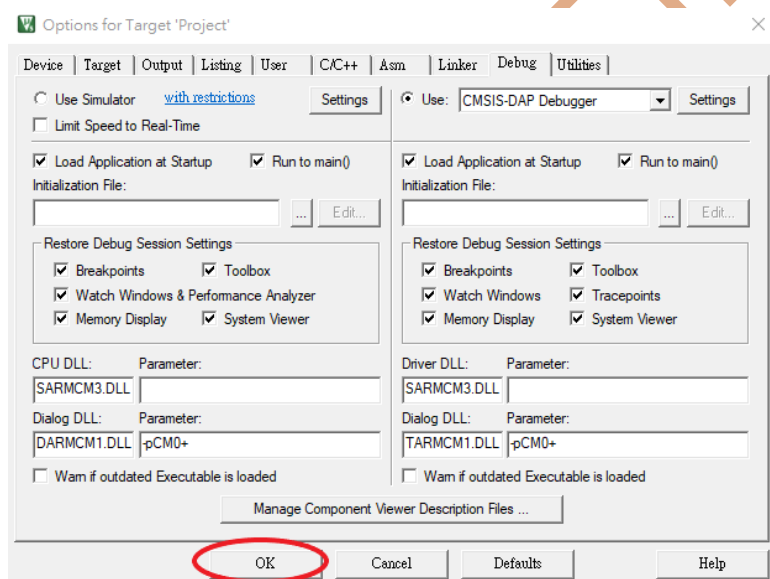 Options for Target 'Project'
Device Target Output Listing User C/C++ Asm Linker Debug Utilities
Use Simulator with restrictions Settings
Limit Speed to Real-Time
Load Application at Startup Run to main()
Initialization File:
... Edit...
Restore Debug Session Settings
Breakpoints Toolbox
Watch Windows & Performance Analyzer
Memory Display System Viewer
CPU DLL: Parameter:
SARMCM3.DLL
Dialog DLL: Parameter:
DARMCM1.DLL -pCM0+
Warn if outdated Executable is loaded
Use: CMSIS-DAP Debugger Settings
Load Application at Startup Run to main()
Initialization File:
... Edit...
Restore Debug Session Settings
Breakpoints Toolbox
Watch Windows Tracepoints
Memory Display System Viewer
Driver DLL: Parameter:
SARMCM3.DLL
Dialog DLL: Parameter:
TARMCM1.DLL -pCM0+
Warn if outdated Executable is loaded
Manage Component Viewer Description Files ...
OK Cancel Defaults Help